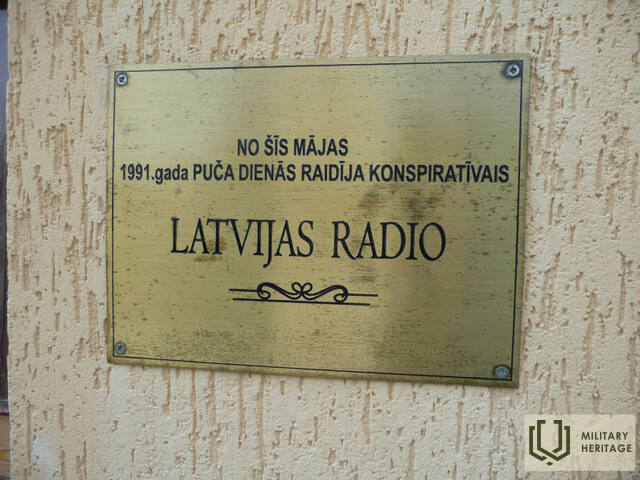 NO ŠĪS MĀJAS
1991.gada PUČA DIENĀS RAIDĪJA KONSPIRATĪVAIS
LATVIJAS RADIO
MILITARY
HERITAGE